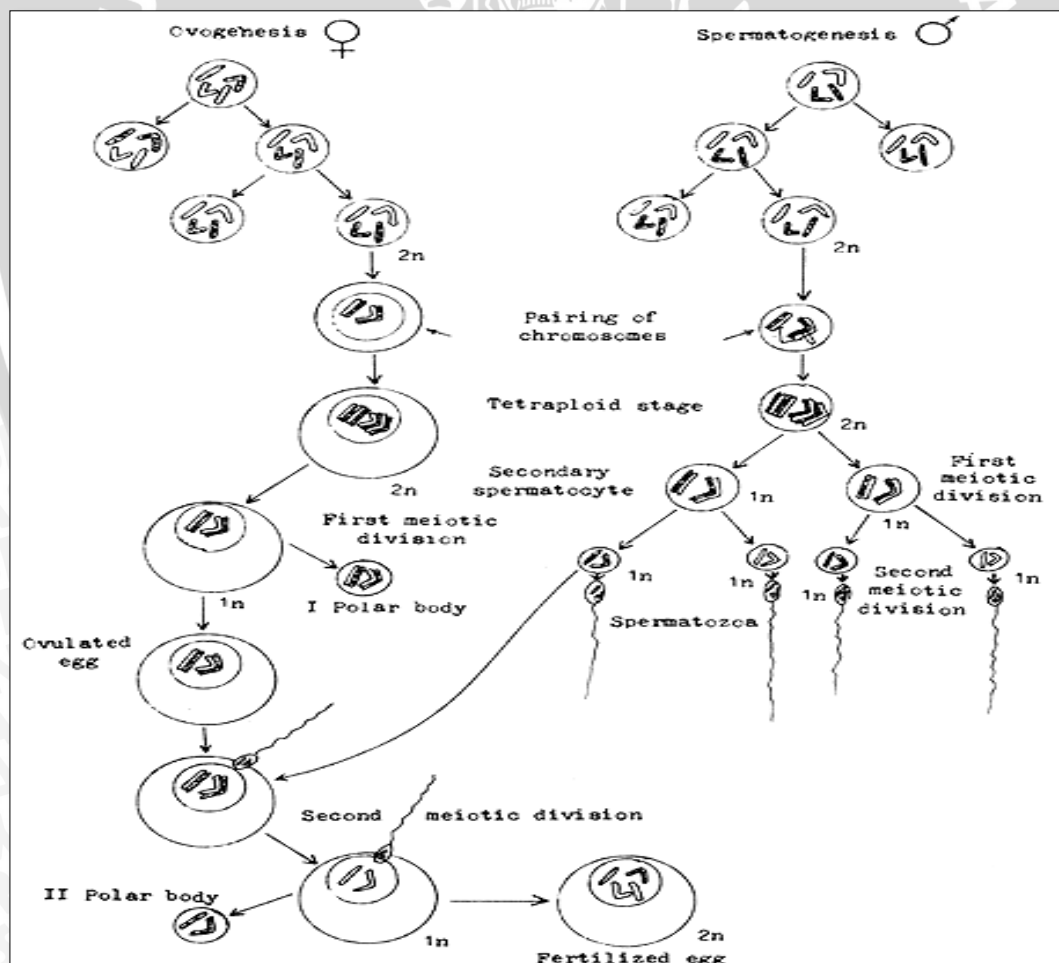 Ovogenesis ♀
Spermatogenesis ♂
2n
2n
Pairing of
chromosomes
Tetraploid stage
2n
2n
Secondary
spermatocyte
1n
First
meiotic
division
1n
First meiotic
division
1n
I Polar body
1n
1n
1n
1n
Second
meiotic
division
Spermatozoa
Ovulated
egg
Second meiotic division
II Polar body
1n
2n
Fertilized egg